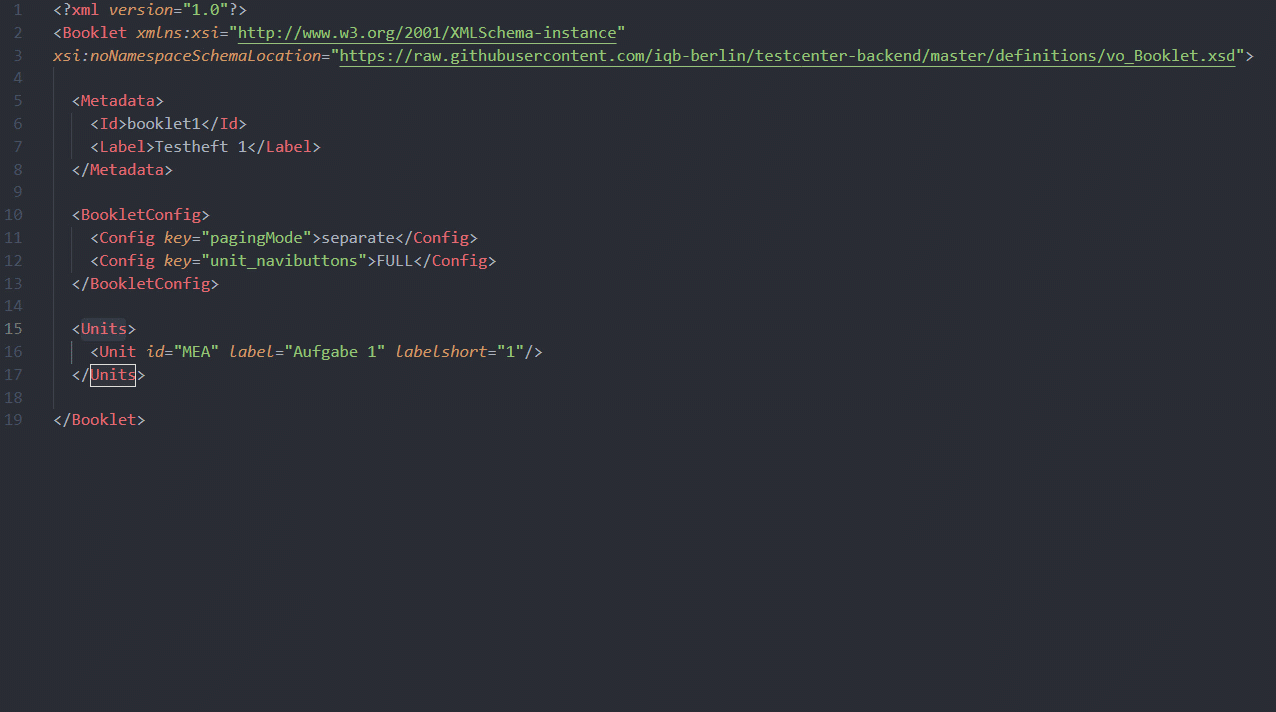 1 <?xml version="1.0"?>
2 <Booklet xmlns:xsi="http://www.w3.org/2001/XMLSchema-instance"
3 xsi:noNamespaceSchemaLocation="https://raw.githubusercontent.com/iqb-berlin/testcenter-backend/master/definitions/vo_Booklet.xsd">
4
5 <Metadata>
6 <Id>booklet1</Id>
7 <Label>Testheft 1</Label>
8 </Metadata>
9
10 <BookletConfig>
11 <Config key="pagingMode">separate</Config>
12 <Config key="unit_navibuttons">FULL</Config>
13 </BookletConfig>
14
15 <Units>
16 <Unit id="MEA" label="Aufgabe 1" labelshort="1"/>
17 </Units>
18
19 </Booklet>